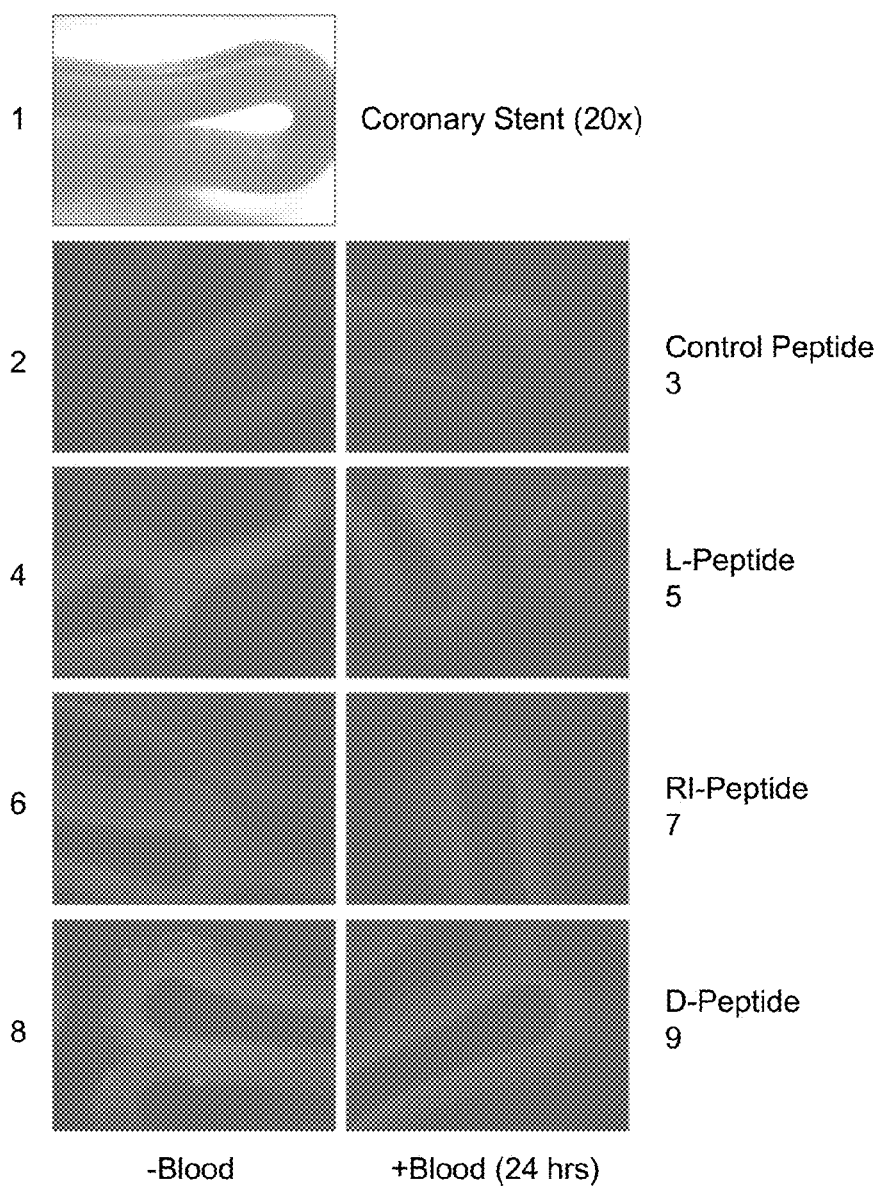 1
Coronary Stent (20x)
2
Control Peptide
3
4
L-Peptide
5
6
RI-Peptide
7
8
D-Peptide
9
-Blood
+Blood (24 hrs)